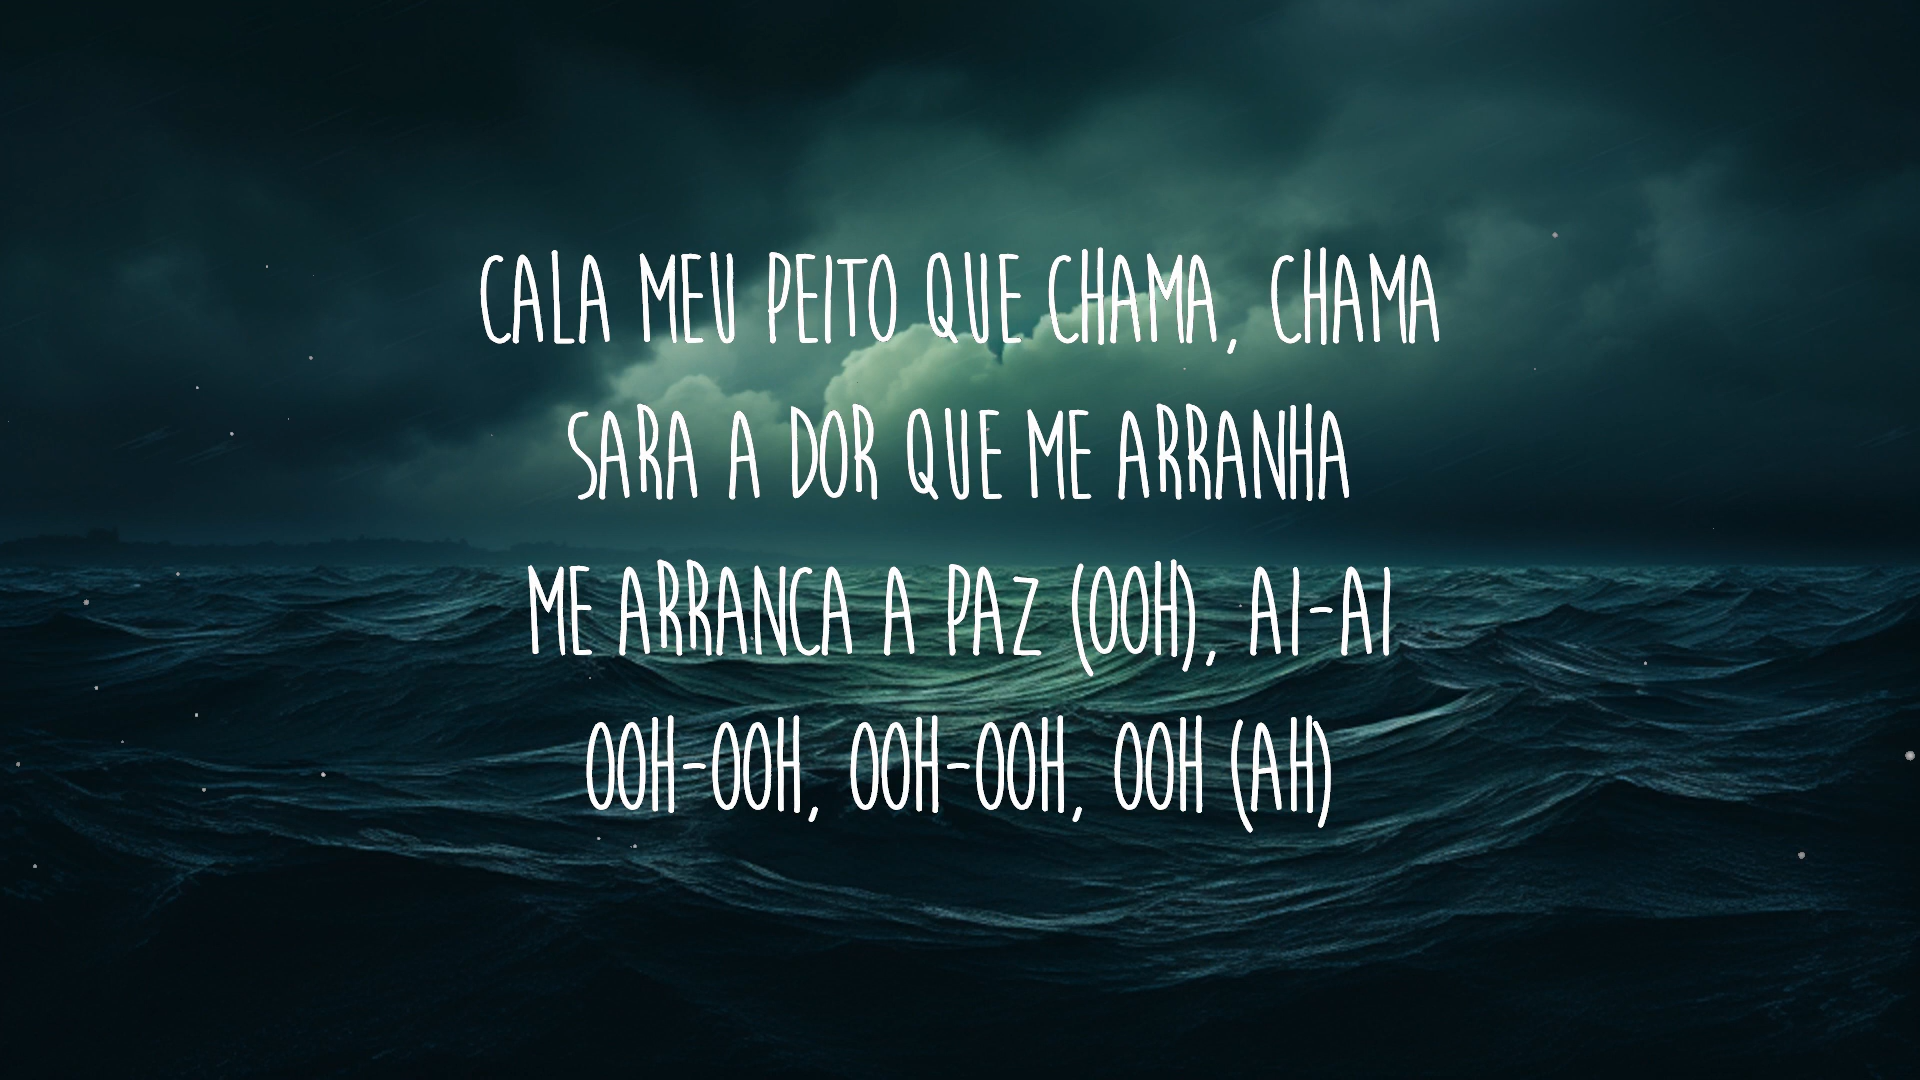 CALA MEU PEITO QUE CHAMA, CHAMA
SARA A DOR QUE ME ARRANHA
ME ARRANCA A PAZ (OOH), AI-AI
OOH-OOH, OOH-OOH, OOH (AH)